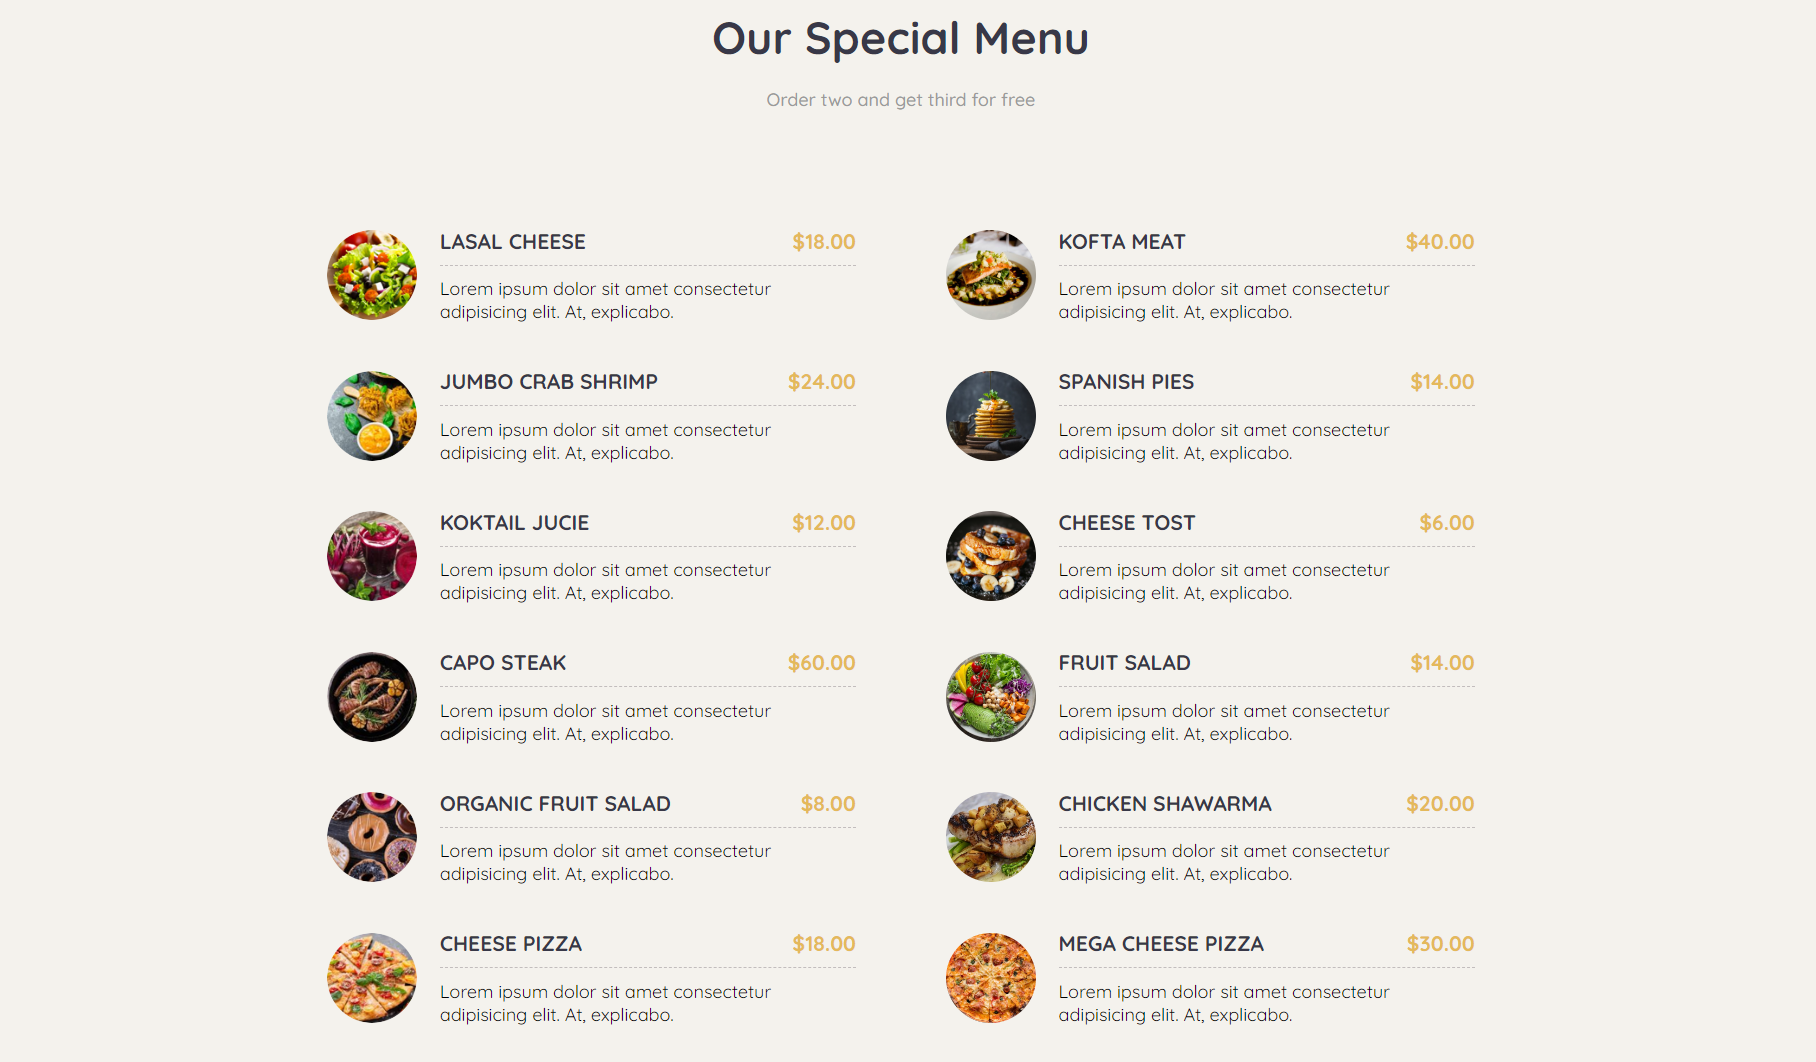 Our Special Menu
Order two and get third for free
LASAL CHEESE $18.00
Lorem ipsum dolor sit amet consectetur
adipisicing elit. At, explicabo.
KOFTA MEAT $40.00
Lorem ipsum dolor sit amet consectetur
adipisicing elit. At, explicabo.
JUMBO CRAB SHRIMP $24.00
Lorem ipsum dolor sit amet consectetur
adipisicing elit. At, explicabo.
SPANISH PIES $14.00
Lorem ipsum dolor sit amet consectetur
adipisicing elit. At, explicabo.
KOKTAIL JUCIE $12.00
Lorem ipsum dolor sit amet consectetur
adipisicing elit. At, explicabo.
CHEESE TOST $6.00
Lorem ipsum dolor sit amet consectetur
adipisicing elit. At, explicabo.
CAPO STEAK $60.00
Lorem ipsum dolor sit amet consectetur
adipisicing elit. At, explicabo.
FRUIT SALAD $14.00
Lorem ipsum dolor sit amet consectetur
adipisicing elit. At, explicabo.
ORGANIC FRUIT SALAD $8.00
Lorem ipsum dolor sit amet consectetur
adipisicing elit. At, explicabo.
CHICKEN SHAWARMA $20.00
Lorem ipsum dolor sit amet consectetur
adipisicing elit. At, explicabo.
CHEESE PIZZA $18.00
Lorem ipsum dolor sit amet consectetur
adipisicing elit. At, explicabo.
MEGA CHEESE PIZZA $30.00
Lorem ipsum dolor sit amet consectetur
adipisicing elit. At, explicabo.